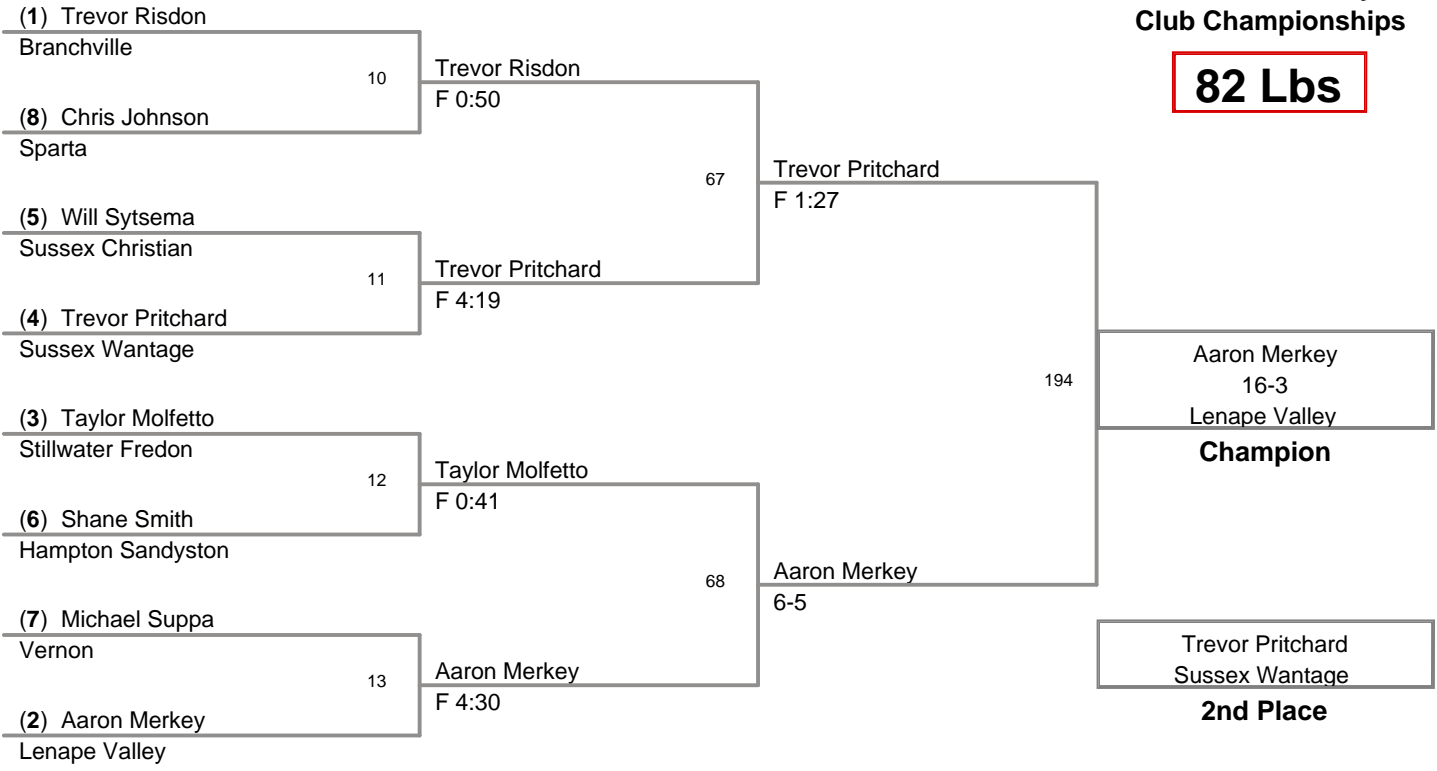 Club Championships
82 Lbs
(1) Trevor Risdon
Branchville
10
(8) Chris Johnson
Sparta
Trevor Risdon
F 0:50
(5) Will Sytsema
Sussex Christian
11
(4) Trevor Pritchard
Sussex Wantage
Trevor Pritchard
F 4:19
67
Trevor Pritchard
F 1:27
(3) Taylor Molfetto
Stillwater Fredon
12
(6) Shane Smith
Hampton Sandyston
Taylor Molfetto
F 0:41
(7) Michael Suppa
Vernon
13
(2) Aaron Merkey
Lenape Valley
Aaron Merkey
F 4:30
68
Aaron Merkey
6-5
194
Aaron Merkey
16-3
Lenape Valley
Champion
Trevor Pritchard
Sussex Wantage
2nd Place